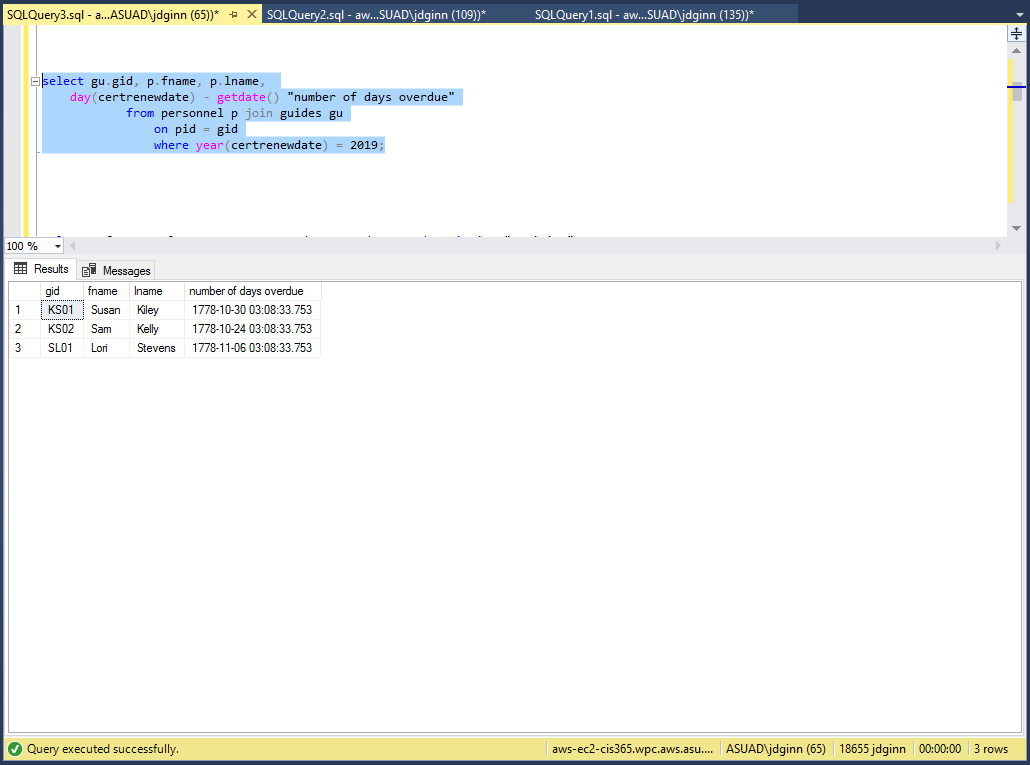 SQLQuery3.sql - a...ASUAD\jdginn (65))* SQLQuery2.sql - aw...SUAD\jdginn (109))* SQLQuery1.sql - aw...SUAD\jdginn (135))*
select gu.gid, p.fname, p.lname,
day(certrenewdate) - getdate() "number of days overdue"
from personnel p join guides gu
on pid = gid
where year(certrenewdate) = 2019;
100 %
Results Messages
gid fname lname number of days overdue
1 KS01 Susan Kiley 1778-10-30 03:08:33.753
2 KS02 Sam Kelly 1778-10-24 03:08:33.753
3 SL01 Lori Stevens 1778-11-06 03:08:33.753
Query executed successfully. aws-ec2-cis365.wpc.aws.asu.... ASUAD\jdginn (65) 18655 jdginn 00:00:00 3 rows